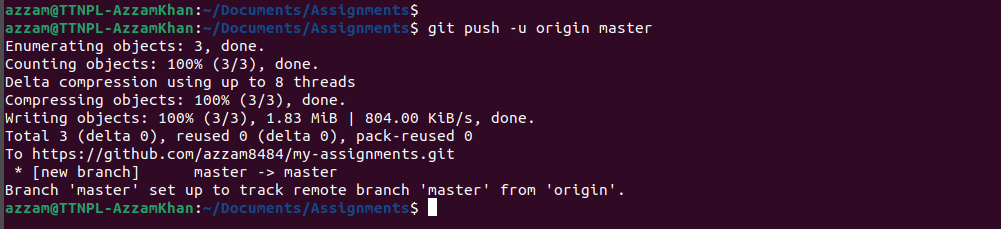 azzam@TTNPL-AzzamKhan:~/Documents/Assignments$
azzam@TTNPL-AzzamKhan:~/Documents/Assignments$ git push -u origin master
Enumerating objects: 3, done.
Counting objects: 100% (3/3), done.
Delta compression using up to 8 threads
Compressing objects: 100% (3/3), done.
Writing objects: 100% (3/3), 1.83 MiB | 804.00 KiB/s, done.
Total 3 (delta 0), reused 0 (delta 0), pack-reused 0
To https://github.com/azzam8484/my-assignments.git
 * [new branch]      master -> master
Branch 'master' set up to track remote branch 'master' from 'origin'.
azzam@TTNPL-AzzamKhan:~/Documents/Assignments$